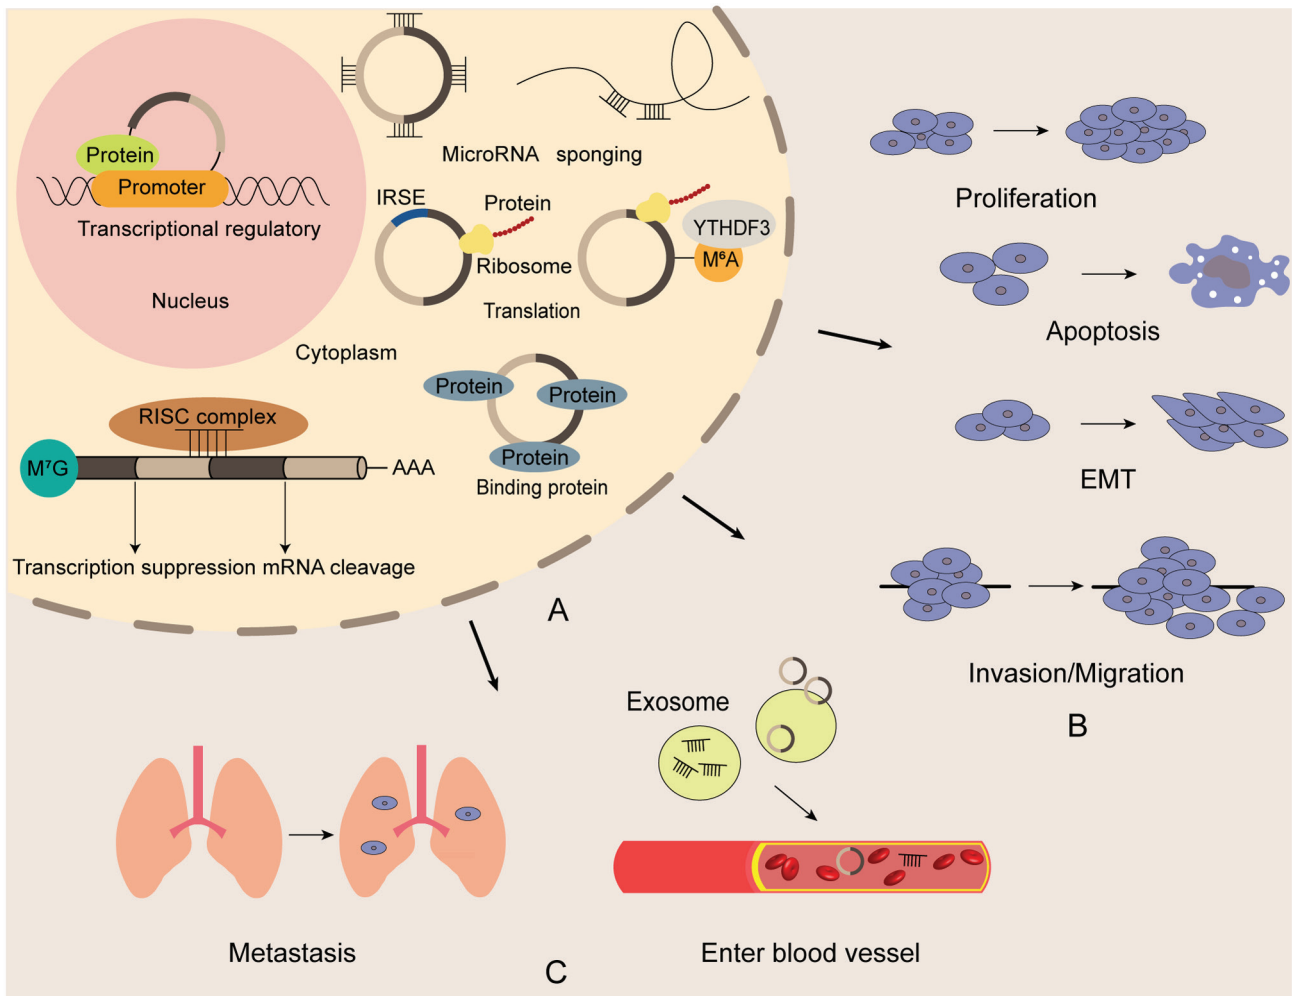 Protein
Promoter
Transcriptional regulatory
Nucleus
MicroRNA sponging
IRSE
Protein
Ribosome
YTHDF3
M⁶A
Translation
Cytoplasm
Protein
Protein
Protein
Binding protein
RISC complex
M⁷G
AAA
Transcription suppression mRNA cleavage
A
Proliferation
Apoptosis
EMT
Invasion/Migration
B
Exosome
Metastasis
Enter blood vessel
C